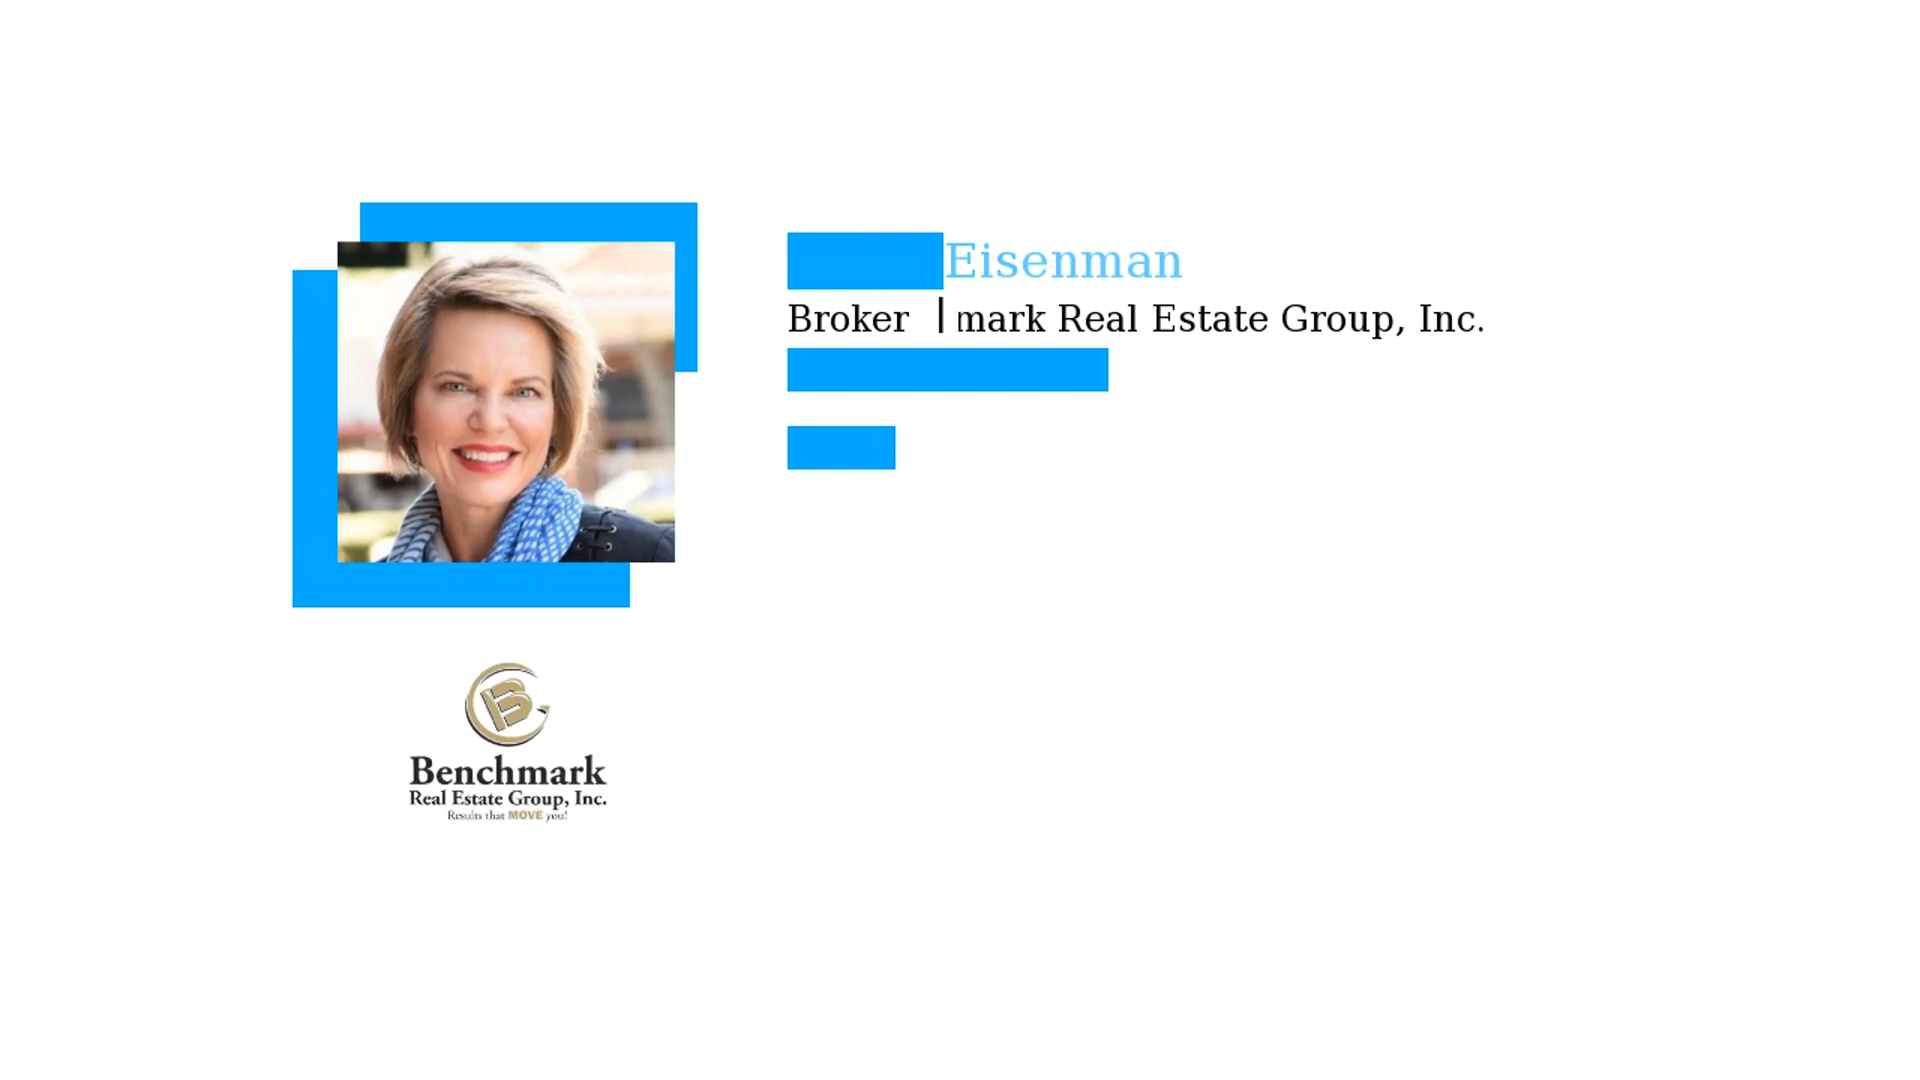 Eisenman
Broker | mark Real Estate Group, Inc.
Benchmark
Real Estate Group, Inc.
Results that MOVE you!